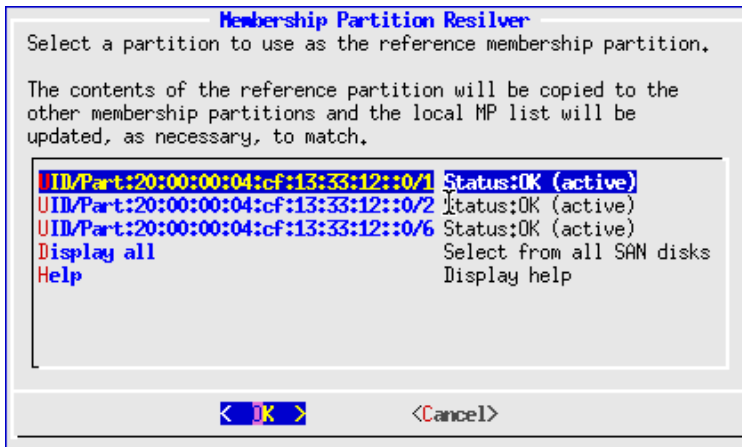 Membership Partition Resilver
Select a partition to use as the reference membership partition.
The contents of the reference partition will be copied to the
other membership partitions and the local MP list will be
updated, as necessary, to match.
UID/Part:20:00:00:04:cf:13:33:12::0/1 Status:OK (active)
UID/Part:20:00:00:04:cf:13:33:12::0/2 Status:OK (active)
UID/Part:20:00:00:04:cf:13:33:12::0/6 Status:OK (active)
Display all Select from all SAN disks
Help Display help
< OK > <Cancel>